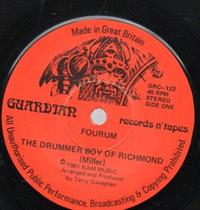 Made in Great Britain
GRC-122
45 RPM
STEREO
SIDE ONE
GUARDIAN
records n' tapes
FOURUM
THE DRUMMER BOY OF RICHMOND
(Miller)
℗ 1981 KAM MUSIC
Arranged and Produced
by Terry Gavaghan
All Unauthorised Public Performance, Broadcasting & Copying Prohibited